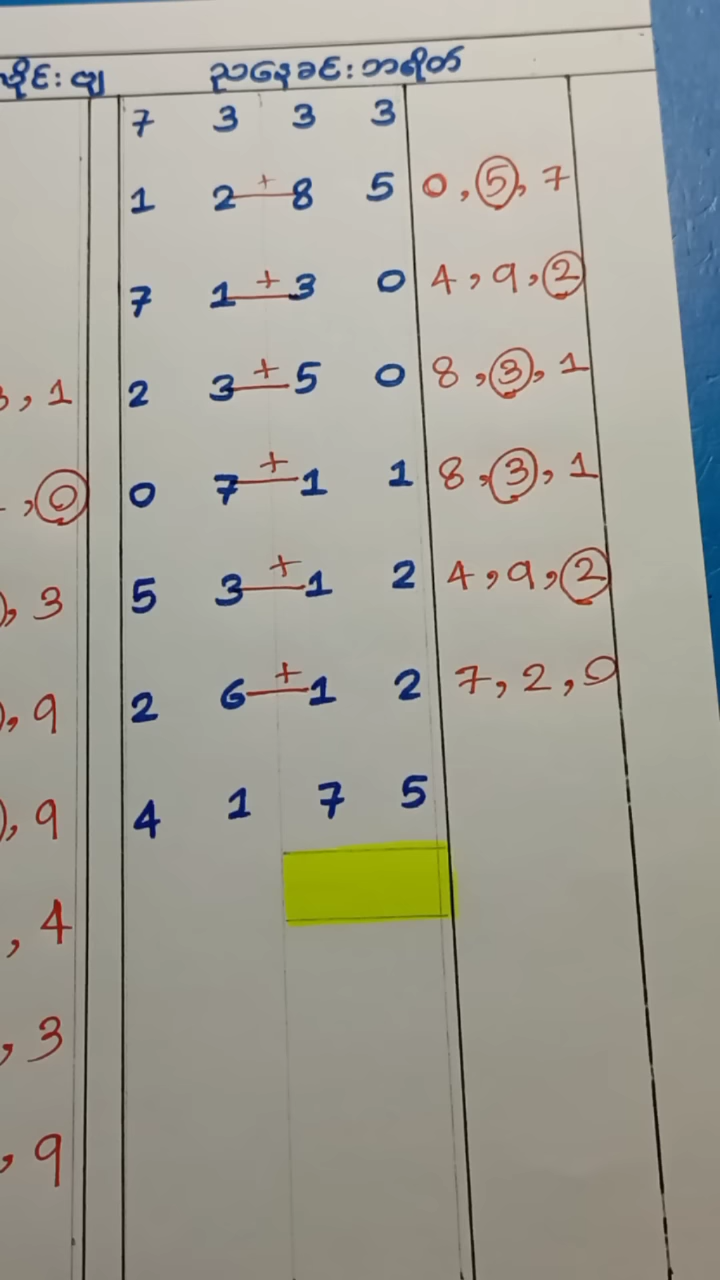 ညနေခင်း ဘရိတ်
7 3 3 3
1 2 + 8 5 0, 5, 7
7 1 + 3 0 4, 9, 2
2 3 + 5 0 8, 3, 1
3, 1
0 7 + 1 1 8, 3, 1
, 0
5 3 + 1 2 4, 9, 2
, 3
2 6 + 1 2 7, 2, 0
, 9
4 1 7 5
, 9
, 4
, 3
, 9